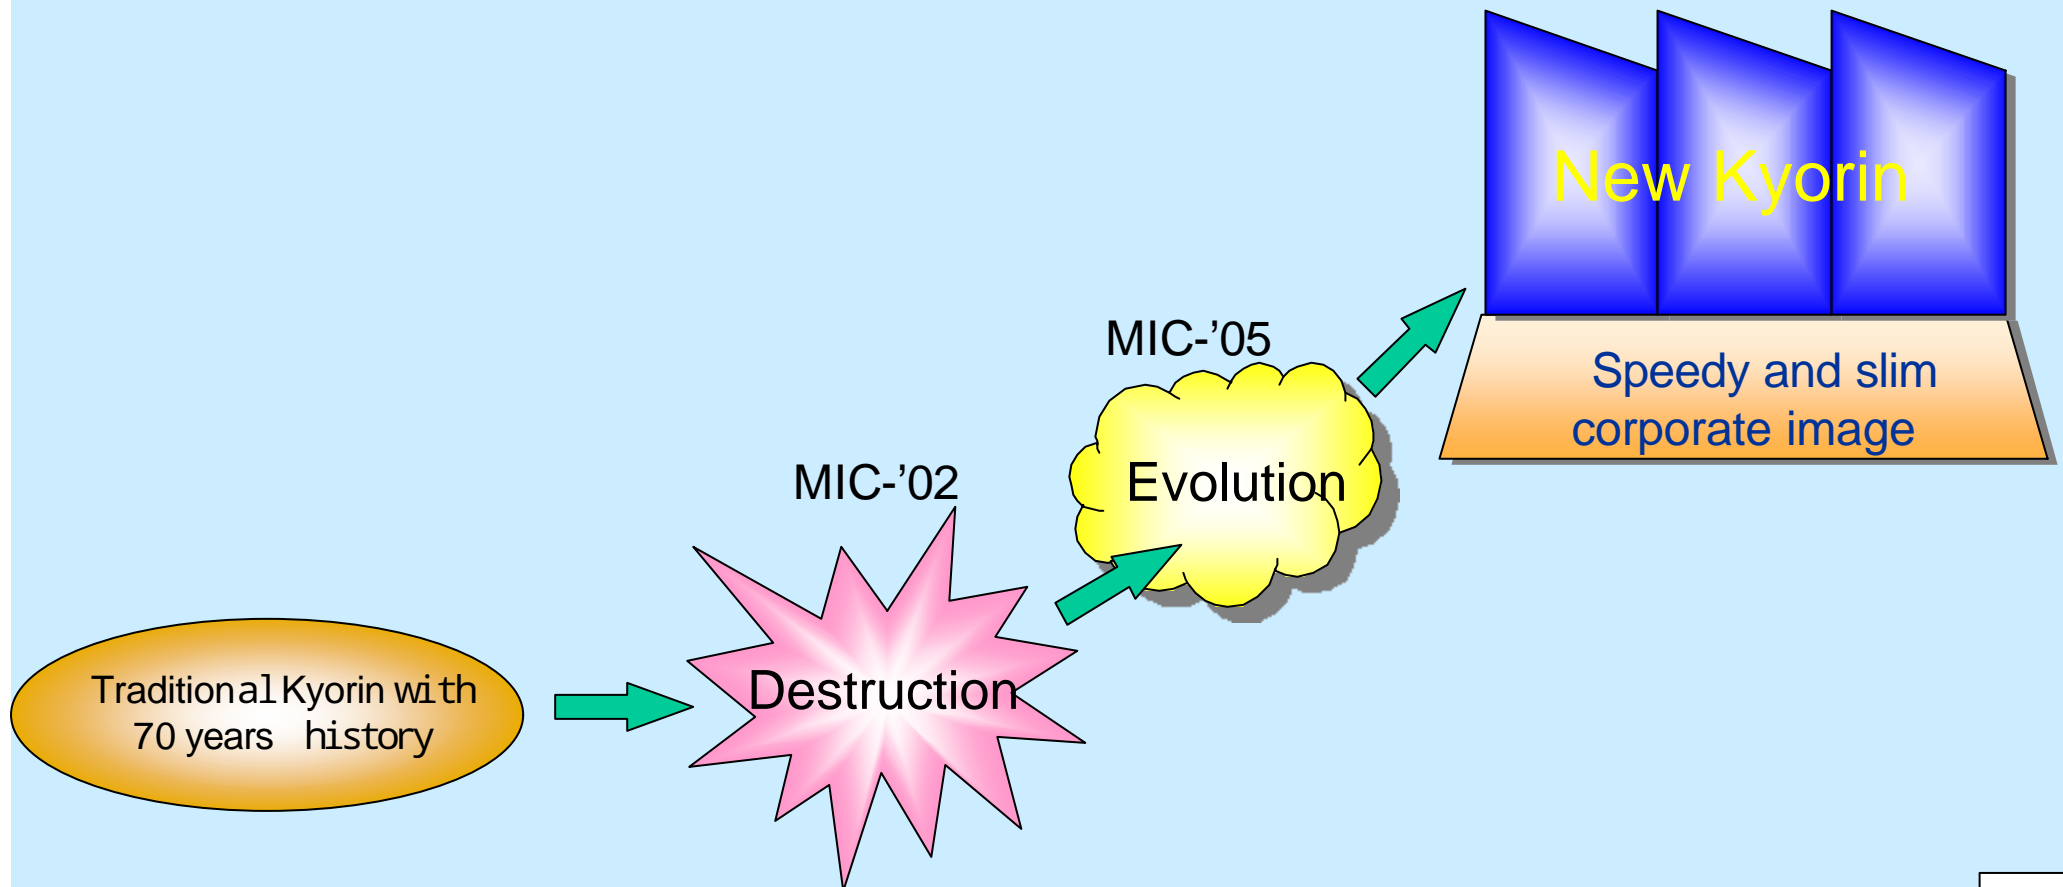 New Kyorin
MIC-’05
Speedy and slim
corporate image
MIC-’02
Evolution
Traditional Kyorin with
70 years history
Destruction